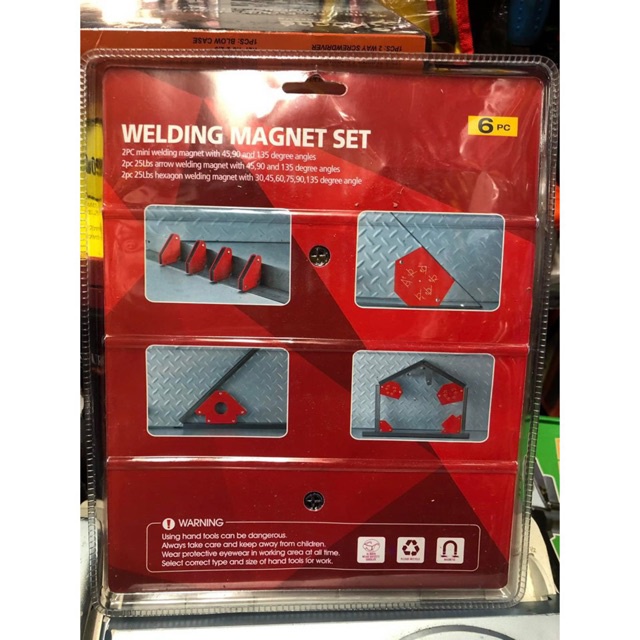 1PCS: BLOW CASE
1PCS: 2 WAY SCREWDRIVER
WELDING MAGNET SET
6 PC
2PC mini welding magnet with 45,90 and 135 degree angles
2pc 25Lbs arrow welding magnet with 45,90 and 135 degree angles
2pc 25Lbs hexagon welding magnet with 30,45,60,75,90,135 degree angle
WARNING
Using hand tools can be dangerous.
Always take care and keep away from children.
Wear protective eyewear in working area at all time.
Select correct type and size of hand tools for work.